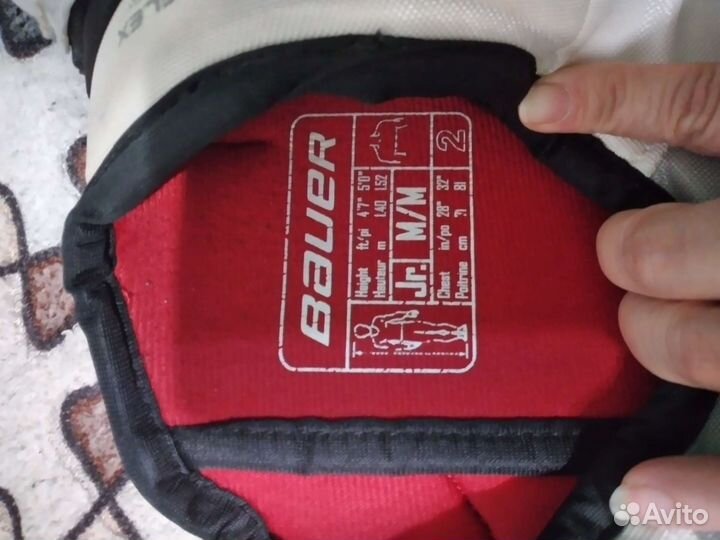 FLEX
BAUER
Height ft/pi 4'7" 5'0"
Hauteur m 1.40 1.52
Jr. M/M
Chest in/po 28" 32"
Poitrine cm 71 81
2
Avito